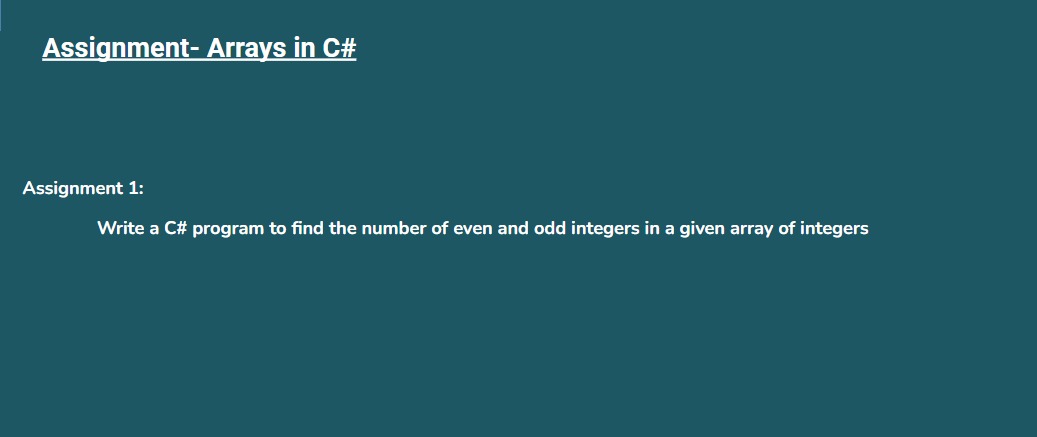 Assignment- Arrays in C#
Assignment 1:
Write a C# program to find the number of even and odd integers in a given array of integers